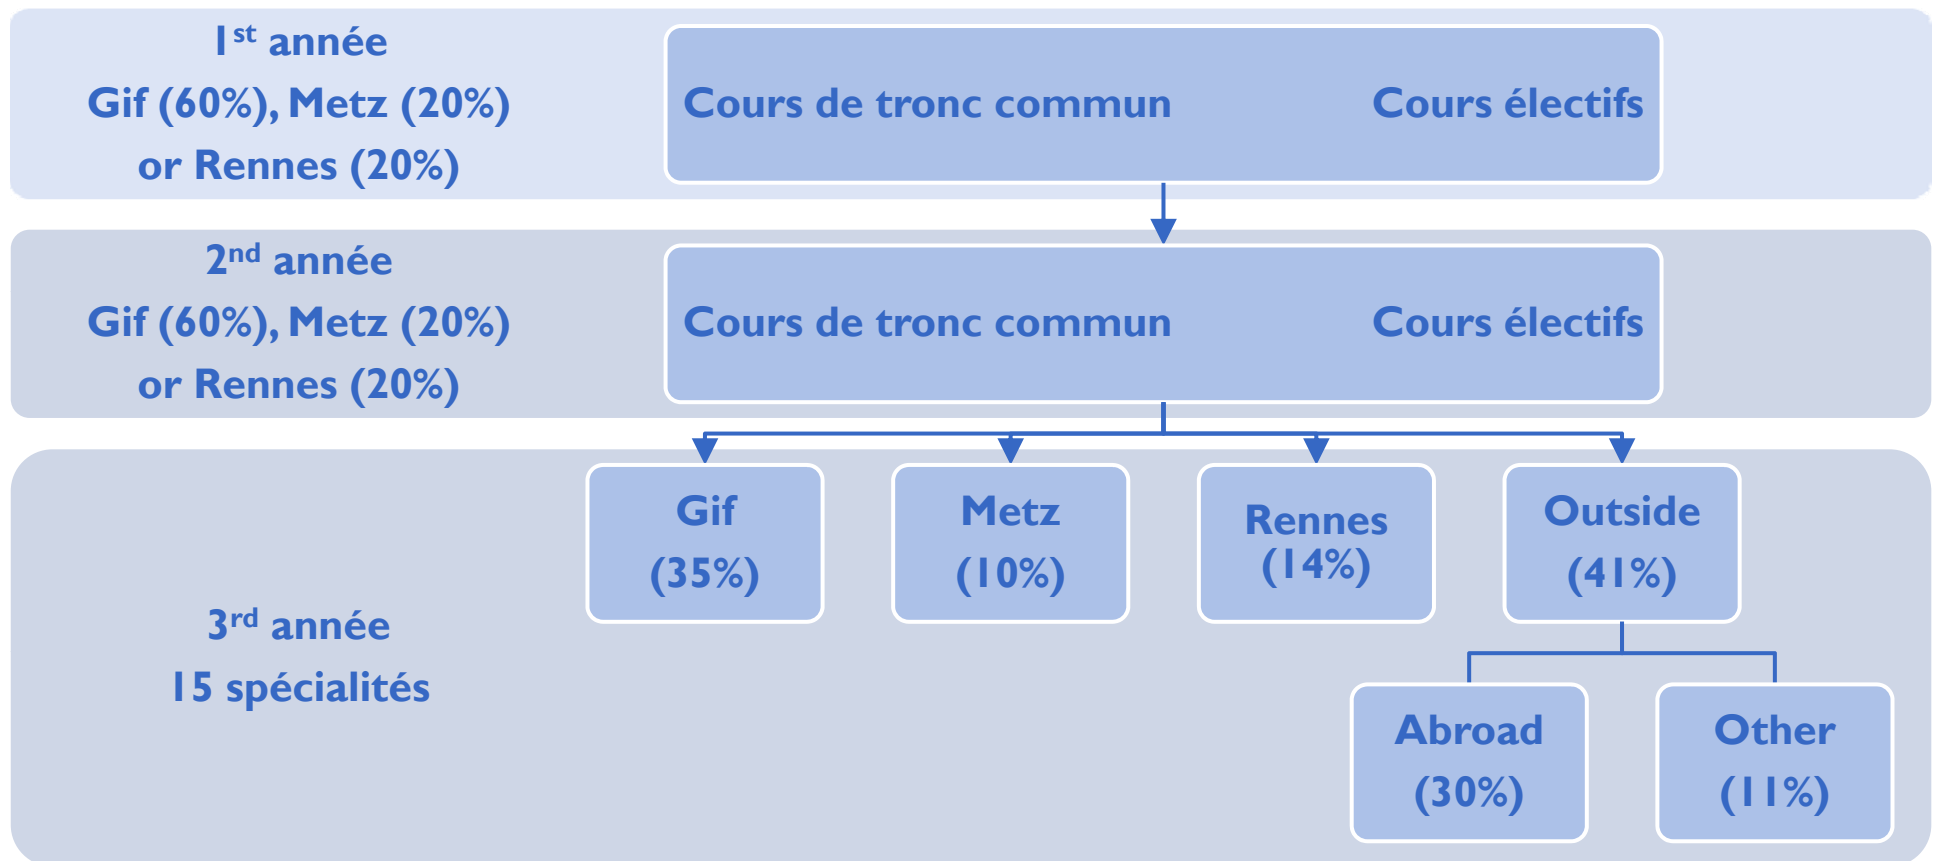 1st année
Gif (60%), Metz (20%)
or Rennes (20%)
Cours de tronc commun Cours électifs
2nd année
Gif (60%), Metz (20%)
or Rennes (20%)
Cours de tronc commun Cours électifs
Gif
(35%)
Metz
(10%)
Rennes
(14%)
Outside
(41%)
3rd année
15 spécialités
Abroad
(30%)
Other
(11%)